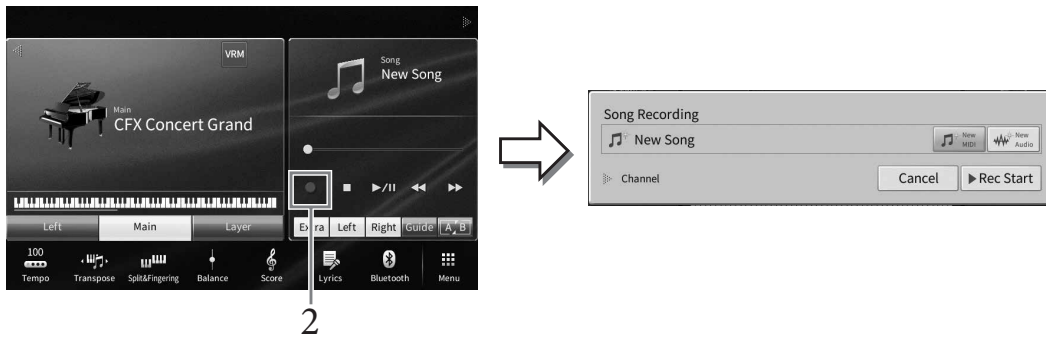 VRM
Song
New Song
Main
CFX Concert Grand
Left Main Layer
Extra Left Right Guide A B
100
Tempo Transpose Split&Fingering Balance Score Lyrics Bluetooth Menu
2
Song Recording
New Song New MIDI New Audio
Channel Cancel Rec Start